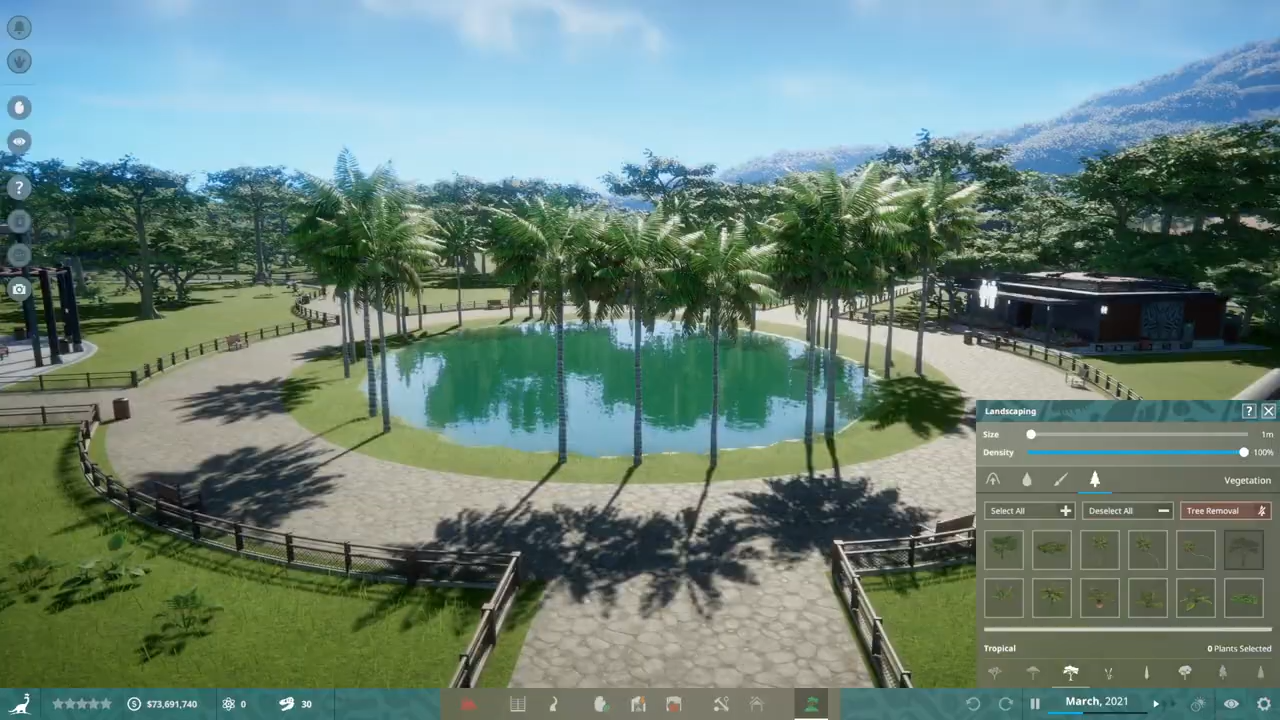 Landscaping ?
Size 1m
Density 100%
Vegetation
Select All Deselect All Tree Removal
Tropical 0 Plants Selected
$73,691,740 0 30 March, 2021